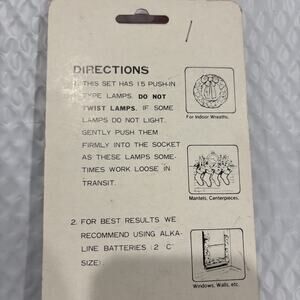 DIRECTIONS
1. THIS SET HAS 15 PUSH-IN
TYPE LAMPS. DO NOT
TWIST LAMPS. IF SOME
LAMPS DO NOT LIGHT,
GENTLY PUSH THEM
FIRMLY INTO THE SOCKET
AS THESE LAMPS SOME-
TIMES WORK LOOSE IN
TRANSIT.
2. FOR BEST RESULTS WE
RECOMMEND USING ALKA-
LINE BATTERIES (2 "C"
SIZE)
For Indoor Wreaths,
Mantels, Centerpieces,
Windows, Walls, etc.